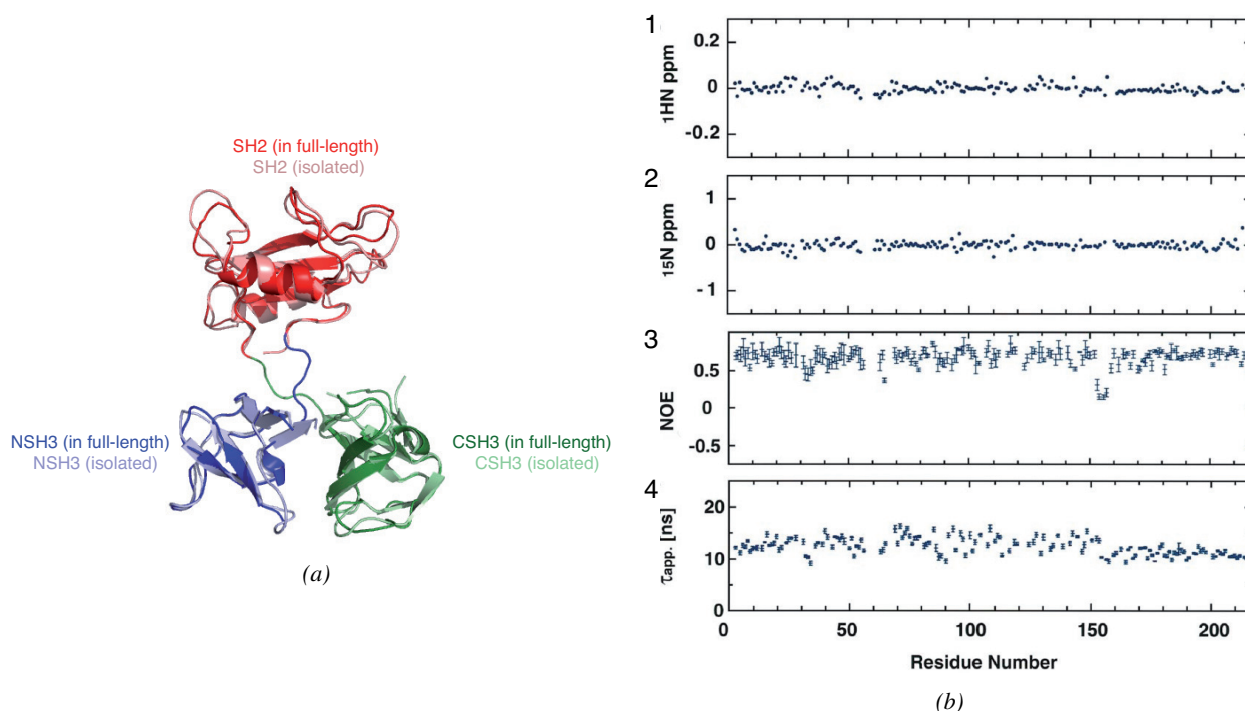 SH2 (in full-length)
SH2 (isolated)
NSH3 (in full-length)
NSH3 (isolated)
CSH3 (in full-length)
CSH3 (isolated)
(a)
1
0.2
0
-0.2
1HN ppm
2
1
0
-1
15N ppm
3
0.5
0
-0.5
NOE
4
20
10
0
τapp. [ns]
0 50 100 150 200
Residue Number
(b)